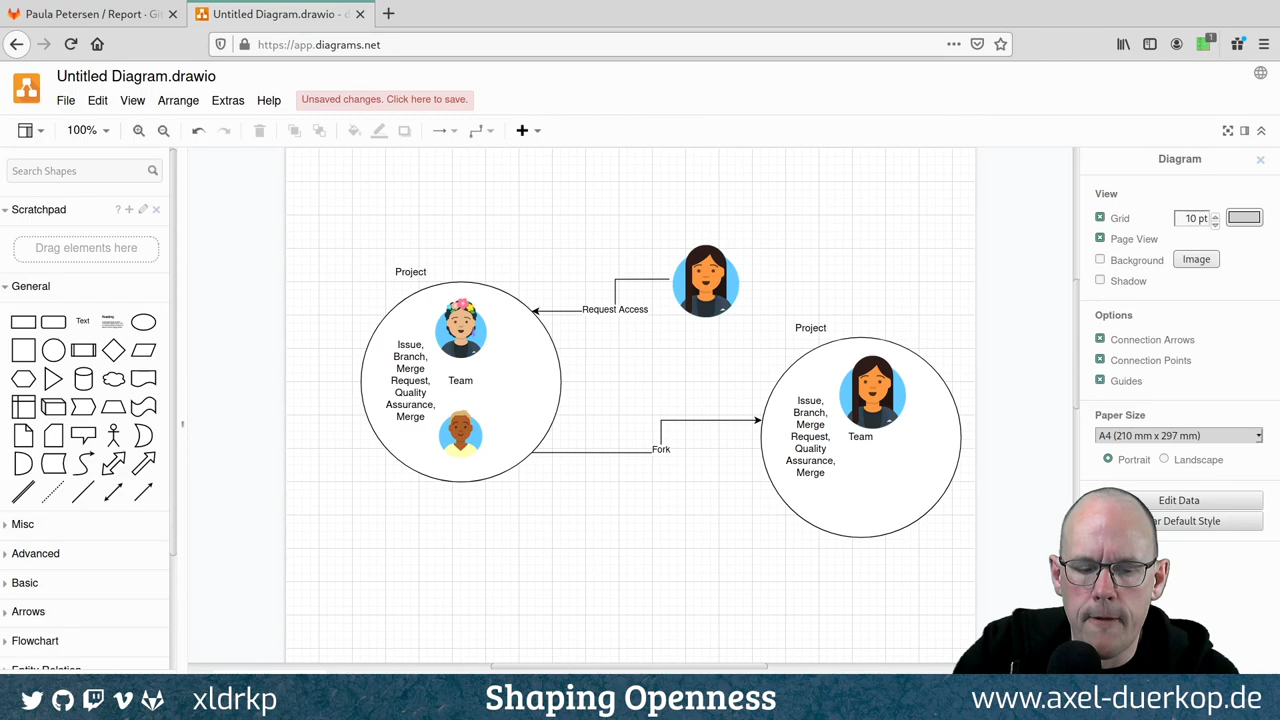 Paula Petersen / Report · Git
Untitled Diagram.drawio - d
https://app.diagrams.net
1
Untitled Diagram.drawio
File Edit View Arrange Extras Help
Unsaved changes. Click here to save.
100%
Search Shapes
Scratchpad
?
Drag elements here
General
Text
Heading
Misc
Advanced
Basic
Arrows
Flowchart
Entity Relation
Project
Issue,
Branch,
Merge
Request,
Quality
Assurance,
Merge
Team
Request Access
Fork
Project
Issue,
Branch,
Merge
Request,
Quality
Assurance,
Merge
Team
Diagram
View
Grid 10 pt
Page View
Background Image
Shadow
Options
Connection Arrows
Connection Points
Guides
Paper Size
A4 (210 mm x 297 mm)
Portrait Landscape
Edit Data
Default Style
xldrkp Shaping Openness www.axel-duerkop.de